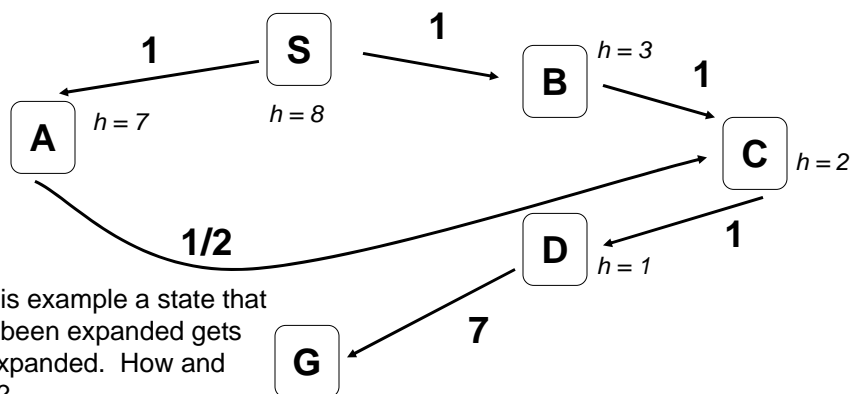 1
S
1
B
h = 3
1
A
h = 7
h = 8
C
h = 2
1/2
D
1
h = 1
is example a state that
been expanded gets
expanded. How and
7
G
?